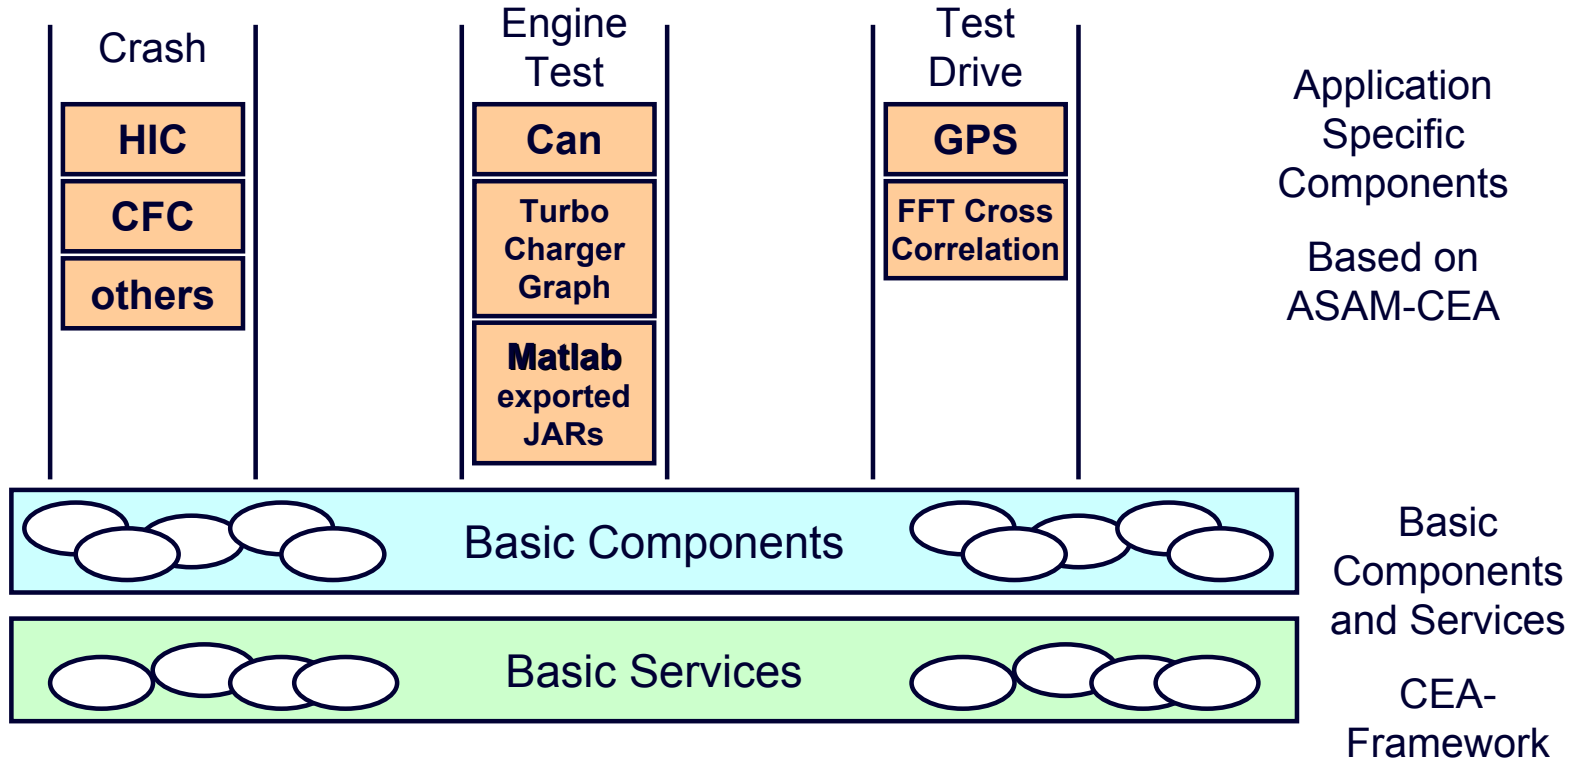 Crash
HIC
CFC
others
Engine
Test
Can
Turbo
Charger
Graph
Matlab
exported
JARs
Test
Drive
GPS
FFT Cross
Correlation
Application
Specific
Components
Based on
ASAM-CEA
Basic Components
Basic Services
Basic
Components
and Services
CEA-
Framework